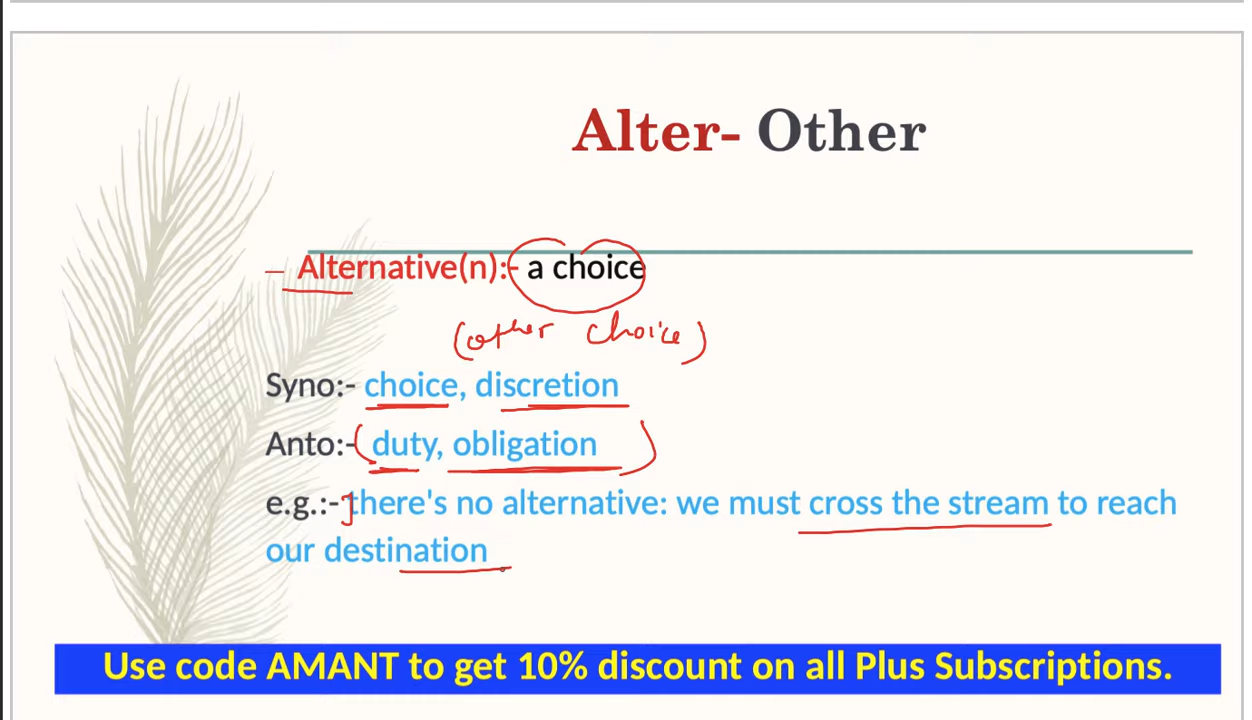 Alter- Other
– Alternative(n):- a choice
(other choice)
Syno:- choice, discretion
Anto:- duty, obligation
e.g.:- there's no alternative: we must cross the stream to reach
our destination
Use code AMANT to get 10% discount on all Plus Subscriptions.